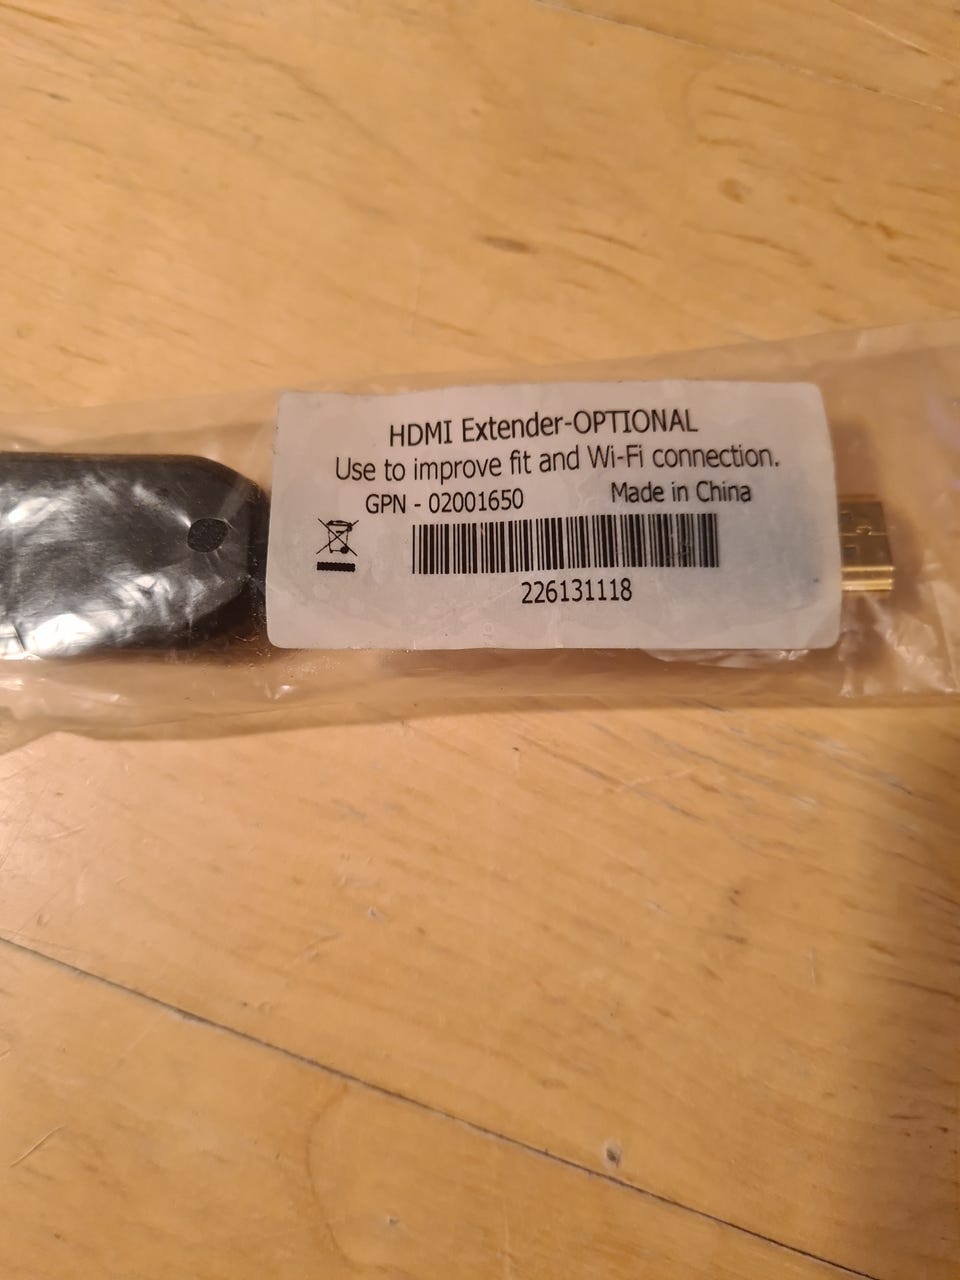 HDMI Extender-OPTIONAL
Use to improve fit and Wi-Fi connection.
GPN - 02001650 Made in China
226131118